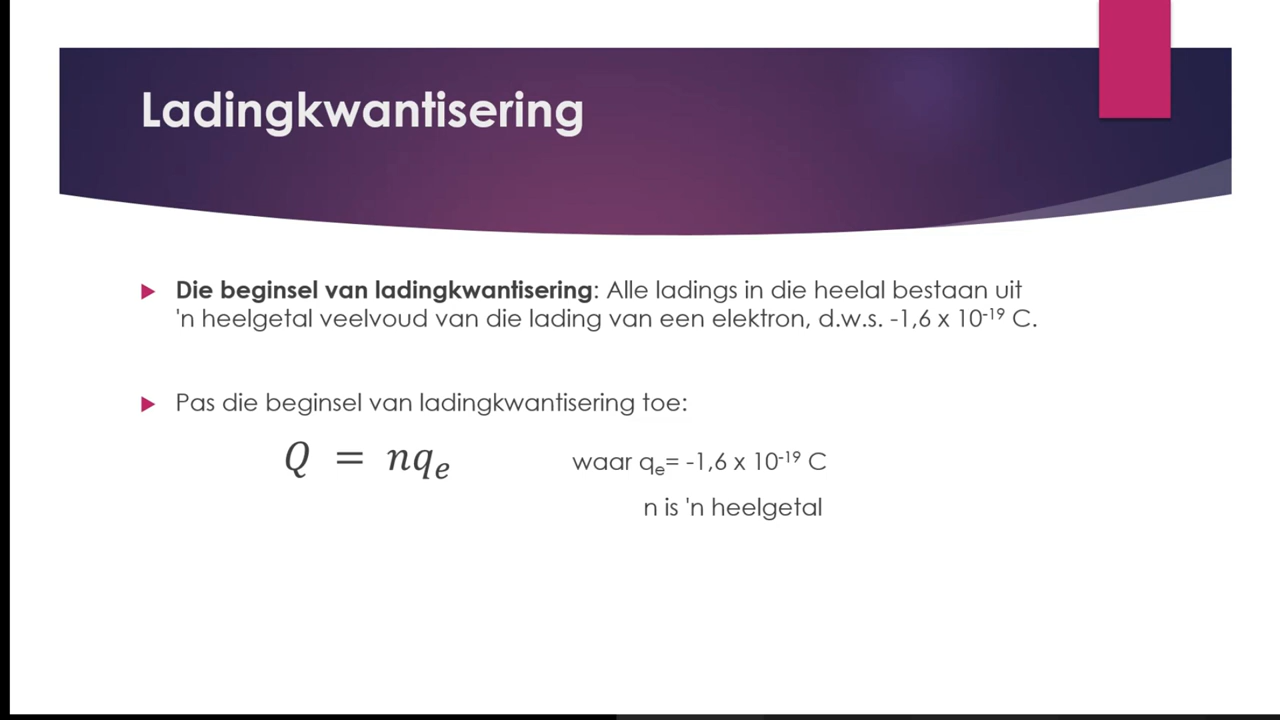 Ladingkwantisering
Die beginsel van ladingkwantisering: Alle ladings in die heelal bestaan uit
'n heelgetal veelvoud van die lading van een elektron, d.w.s. -1,6 x 10⁻¹⁹ C.
Pas die beginsel van ladingkwantisering toe:
Q = nqₑ waar qₑ= -1,6 x 10⁻¹⁹ C
n is 'n heelgetal